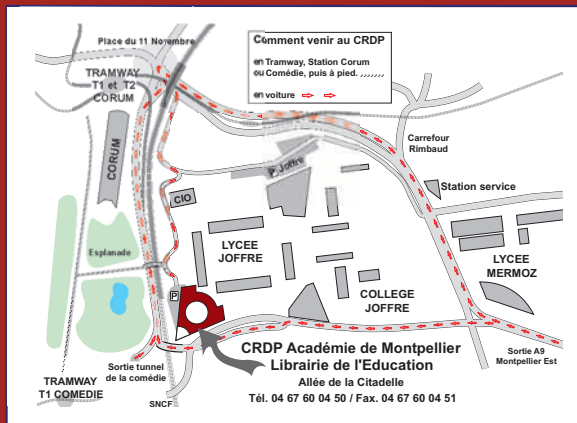 Place du 11 Novembre
Comment venir au CRDP
en Tramway, Station Corum
ou Comédie, puis à pied.
en voiture
TRAMWAY
T1 et T2
CORUM
CORUM
Carrefour
Rimbaud
P. Joffre
Station service
CIO
LYCEE
JOFFRE
Esplanade
LYCEE
MERMOZ
COLLEGE
JOFFRE
P
CRDP Académie de Montpellier
Librairie de l'Education
Allée de la Citadelle
Tél. 04 67 60 04 50 / Fax. 04 67 60 04 51
Sortie A9
Montpellier Est
Sortie tunnel
de la comédie
TRAMWAY
T1 COMEDIE
SNCF